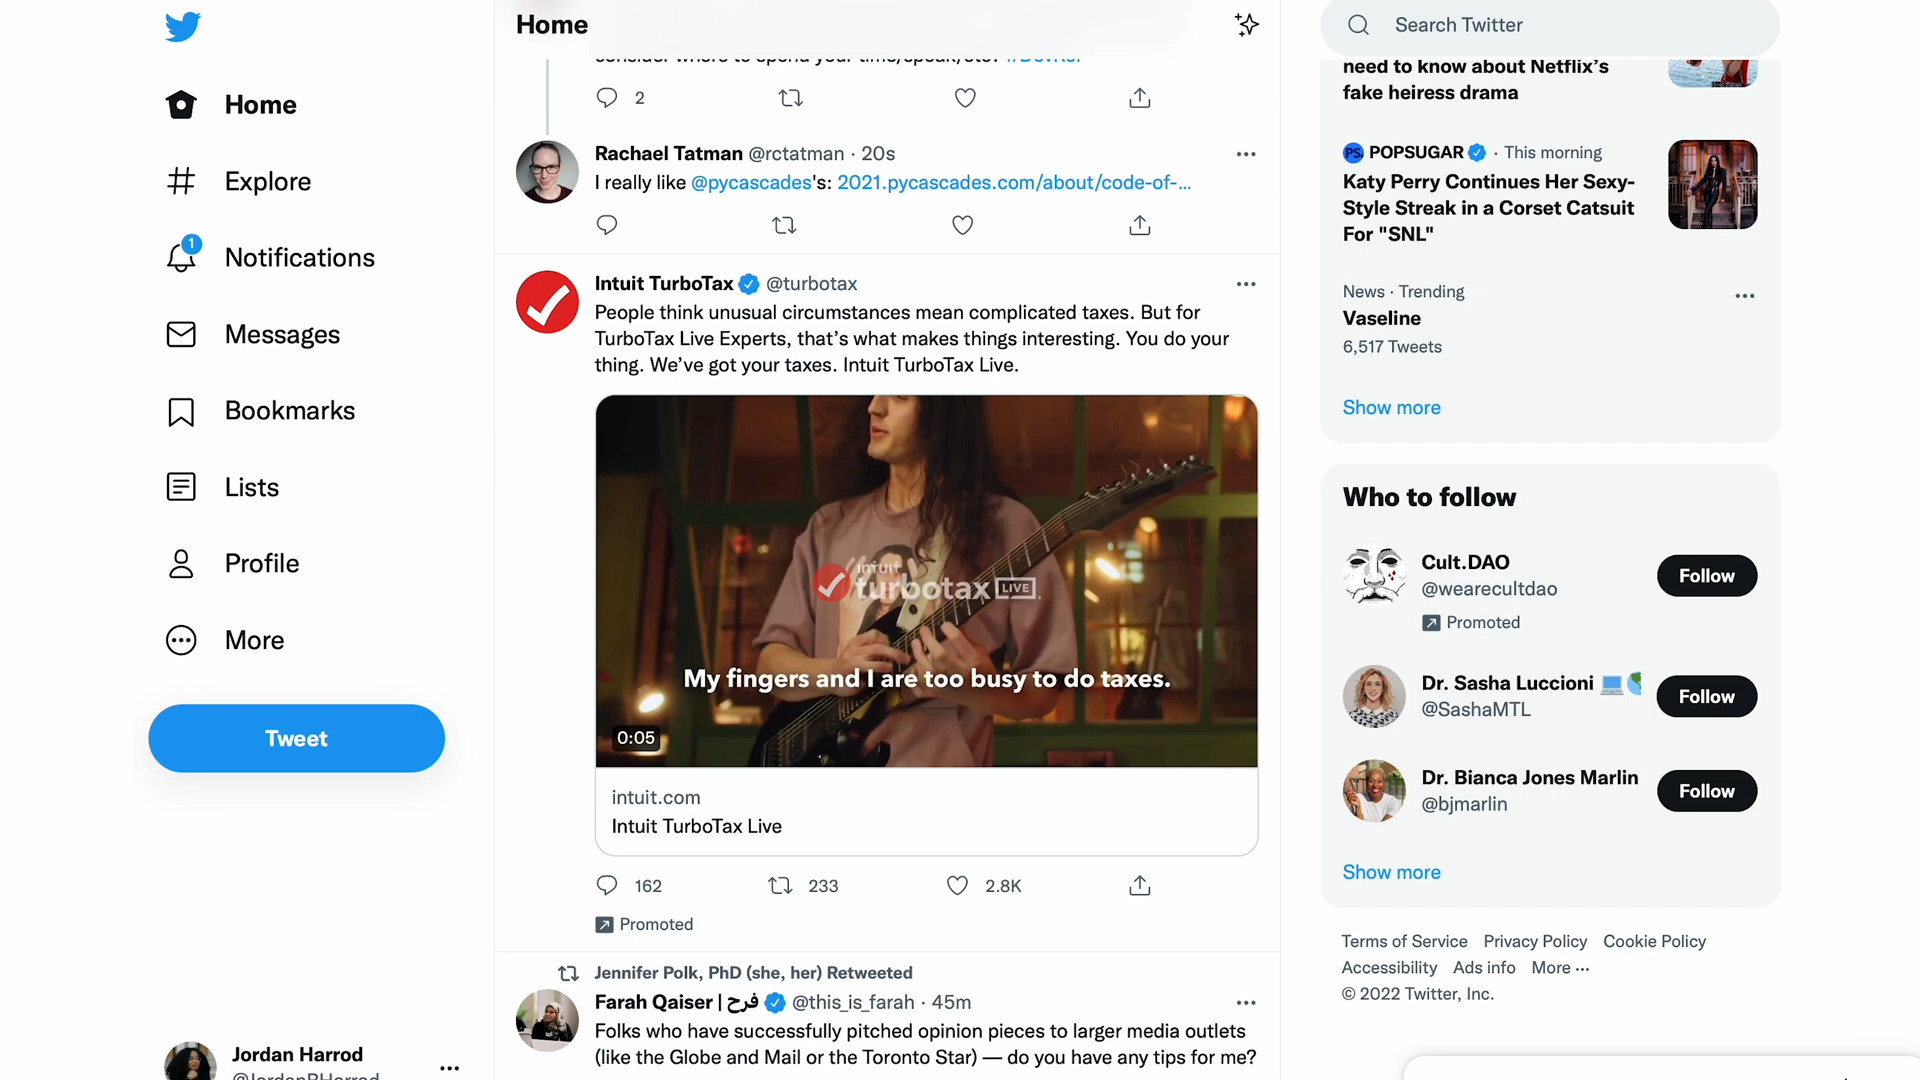 Home
Explore
1
Notifications
Messages
Bookmarks
Lists
Profile
More
Tweet
Jordan Harrod
Home
2
Rachael Tatman @rctatman · 20s
I really like @pycascades's: 2021.pycascades.com/about/code-of-...
Intuit TurboTax @turbotax
People think unusual circumstances mean complicated taxes. But for
TurboTax Live Experts, that’s what makes things interesting. You do your
thing. We’ve got your taxes. Intuit TurboTax Live.
intuit
turbotax LIVE
My fingers and I are too busy to do taxes.
0:05
intuit.com
Intuit TurboTax Live
162 233 2.8K
Promoted
Jennifer Polk, PhD (she, her) Retweeted
Farah Qaiser | فرح @this_is_farah · 45m
Folks who have successfully pitched opinion pieces to larger media outlets
(like the Globe and Mail or the Toronto Star) — do you have any tips for me?
Search Twitter
need to know about Netflix’s
fake heiress drama
PS POPSUGAR · This morning
Katy Perry Continues Her Sexy-
Style Streak in a Corset Catsuit
For "SNL"
News · Trending
Vaseline
6,517 Tweets
Show more
Who to follow
Cult.DAO
@wearecultdao
Follow
Promoted
Dr. Sasha Luccioni
@SashaMTL
Follow
Dr. Bianca Jones Marlin
@bjmarlin
Follow
Show more
Terms of Service Privacy Policy Cookie Policy
Accessibility Ads info More ···
© 2022 Twitter, Inc.